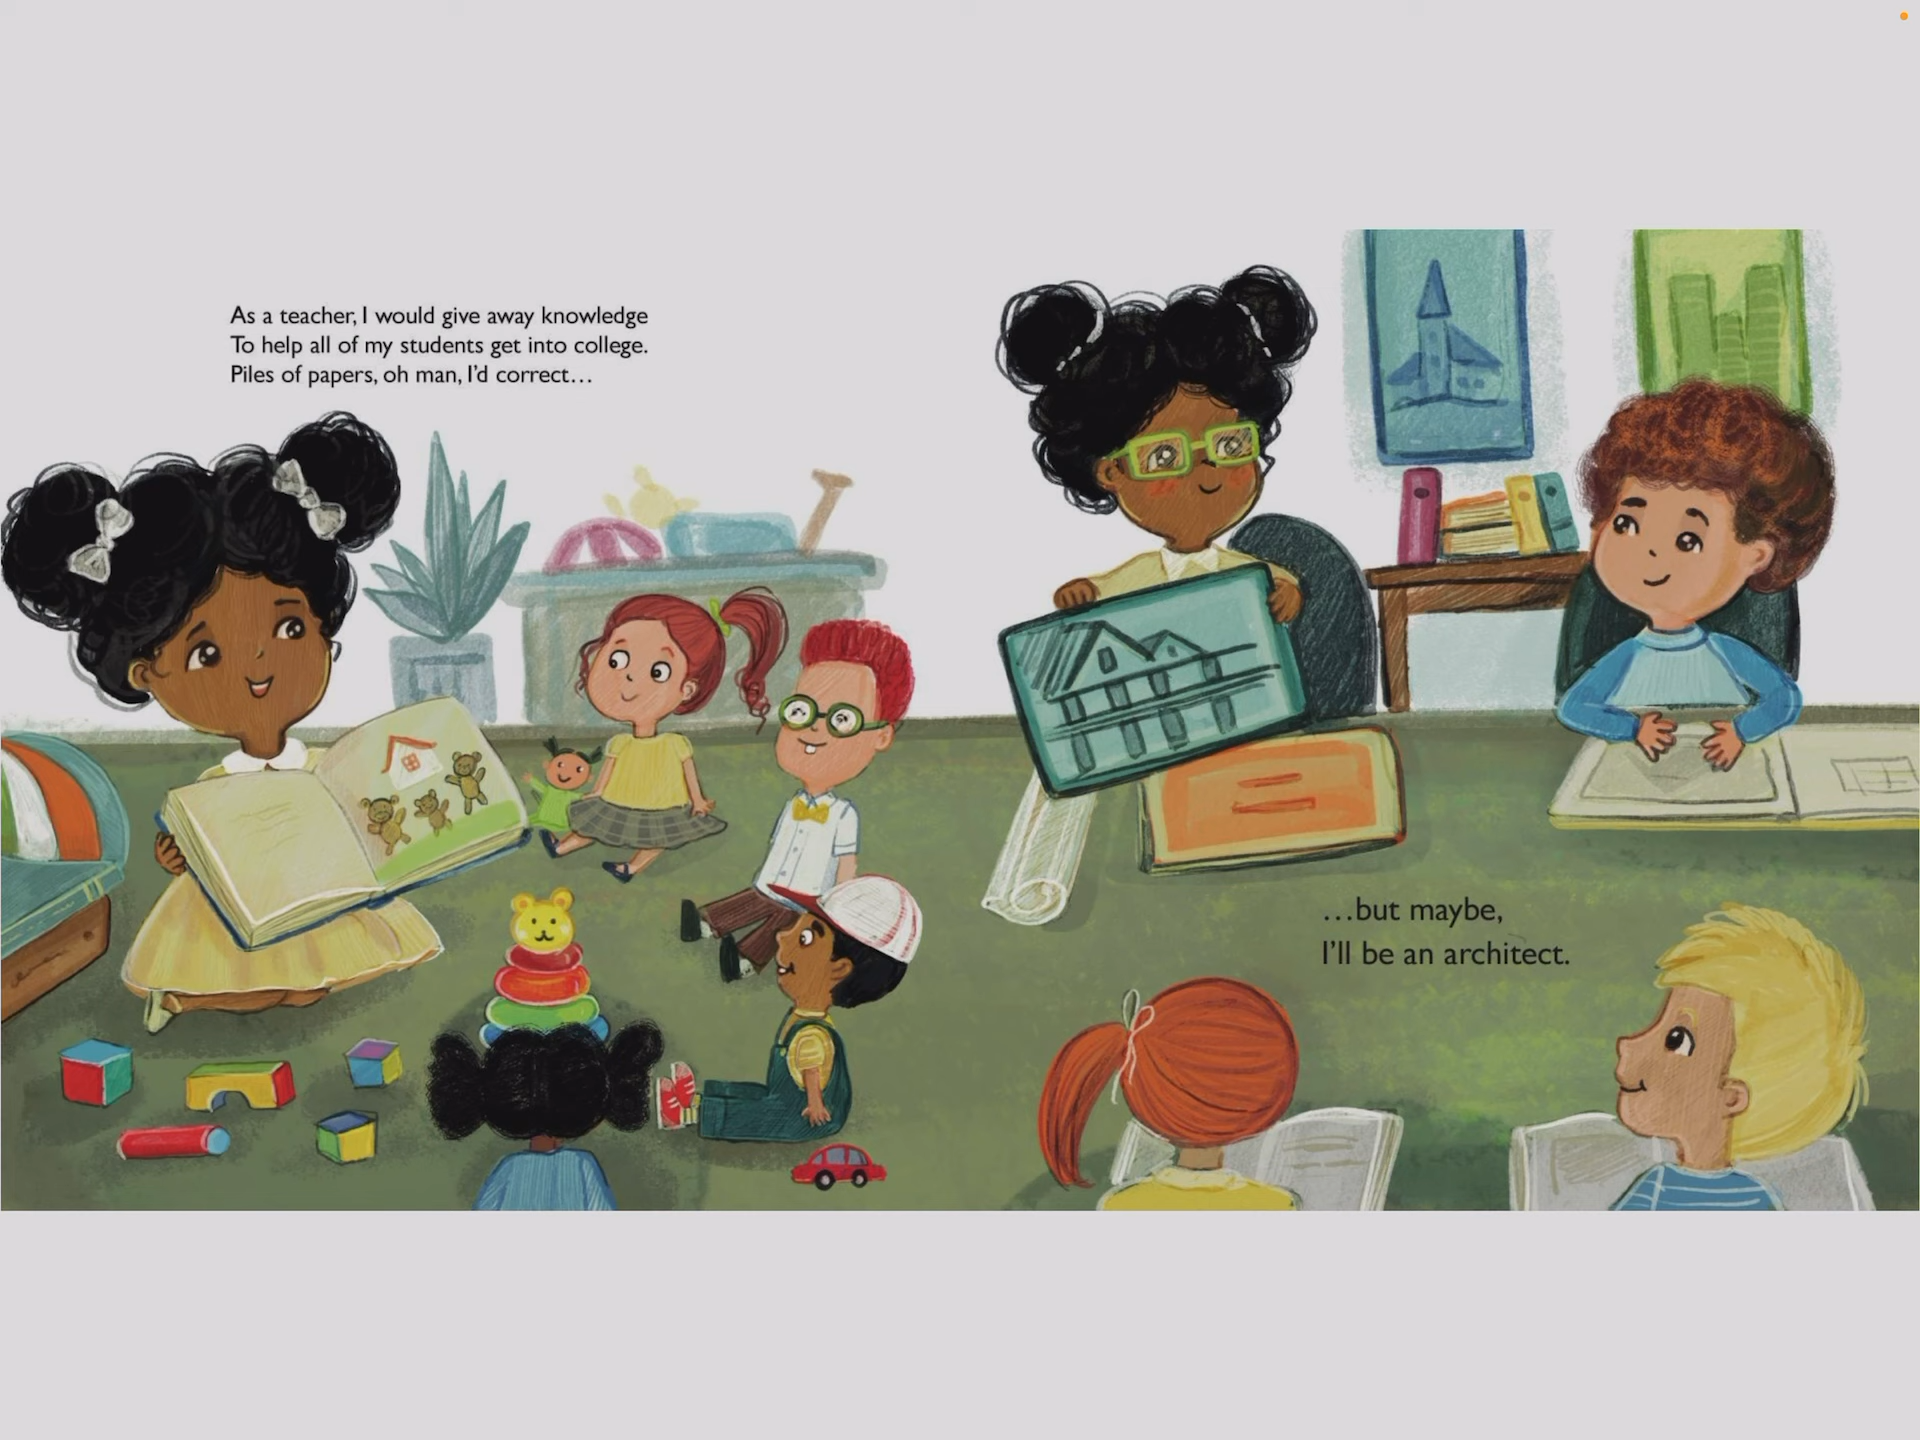 As a teacher, I would give away knowledge
To help all of my students get into college.
Piles of papers, oh man, I'd correct...
...but maybe,
I'll be an architect.